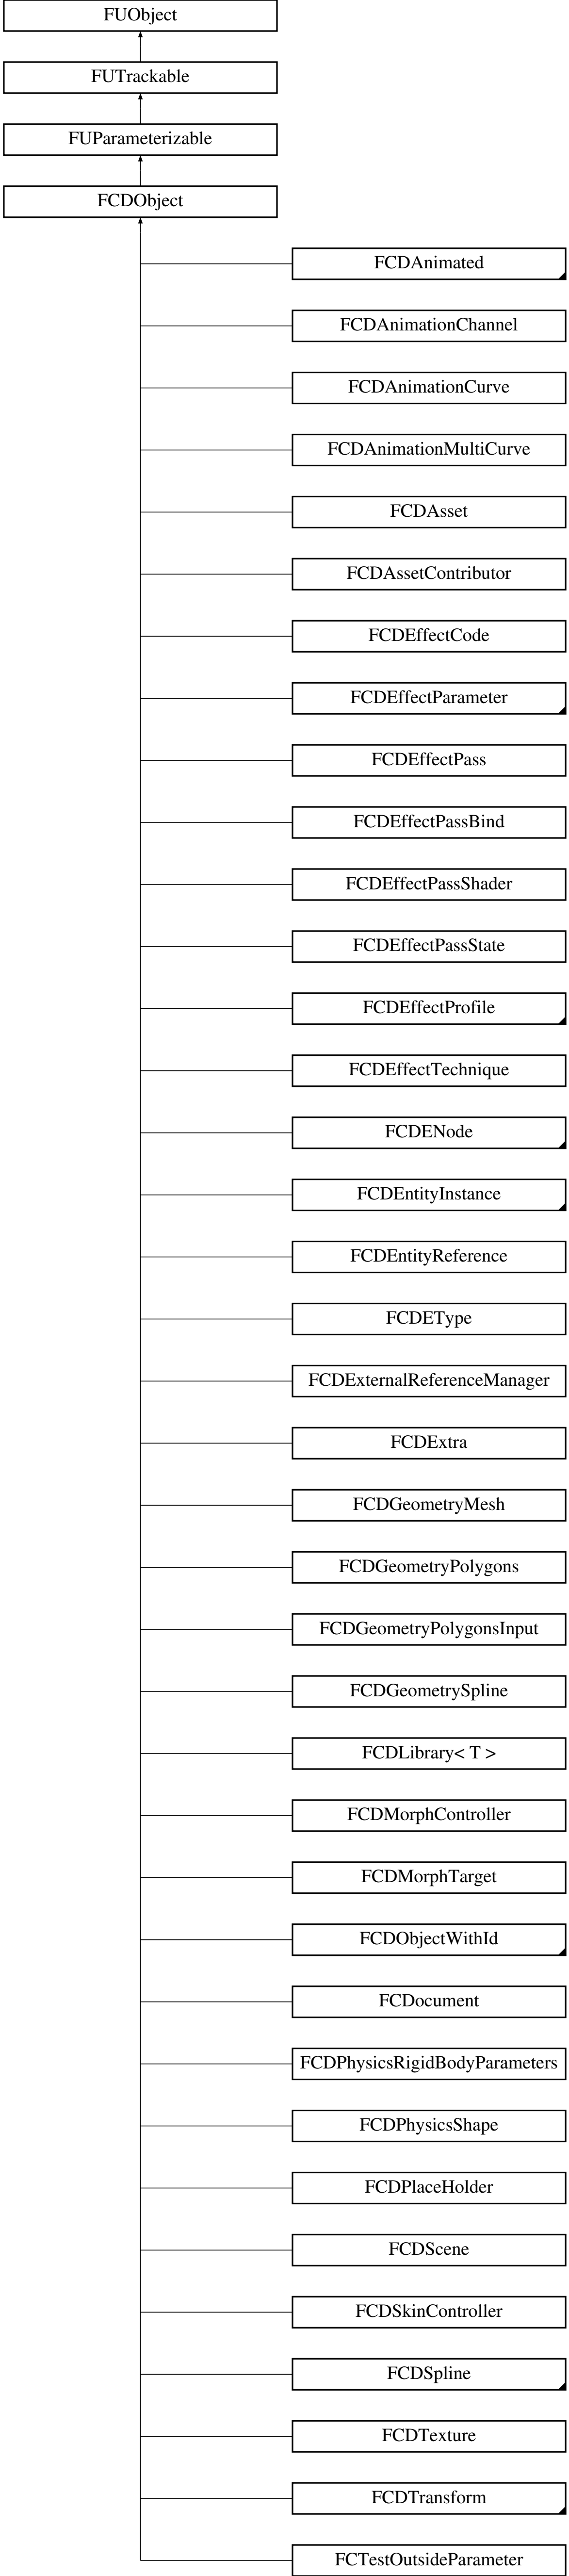 FUObject
FUTrackable
FUParameterizable
FCDObject
FCDAnimated
FCDAnimationChannel
FCDAnimationCurve
FCDAnimationMultiCurve
FCDAsset
FCDAssetContributor
FCDEffectCode
FCDEffectParameter
FCDEffectPass
FCDEffectPassBind
FCDEffectPassShader
FCDEffectPassState
FCDEffectProfile
FCDEffectTechnique
FCDENode
FCDEntityInstance
FCDEntityReference
FCDEType
FCDExternalReferenceManager
FCDExtra
FCDGeometryMesh
FCDGeometryPolygons
FCDGeometryPolygonsInput
FCDGeometrySpline
FCDLibrary< T >
FCDMorphController
FCDMorphTarget
FCDObjectWithId
FCDocument
FCDPhysicsRigidBodyParameters
FCDPhysicsShape
FCDPlaceHolder
FCDScene
FCDSkinController
FCDSpline
FCDTexture
FCDTransform
FCTestOutsideParameter